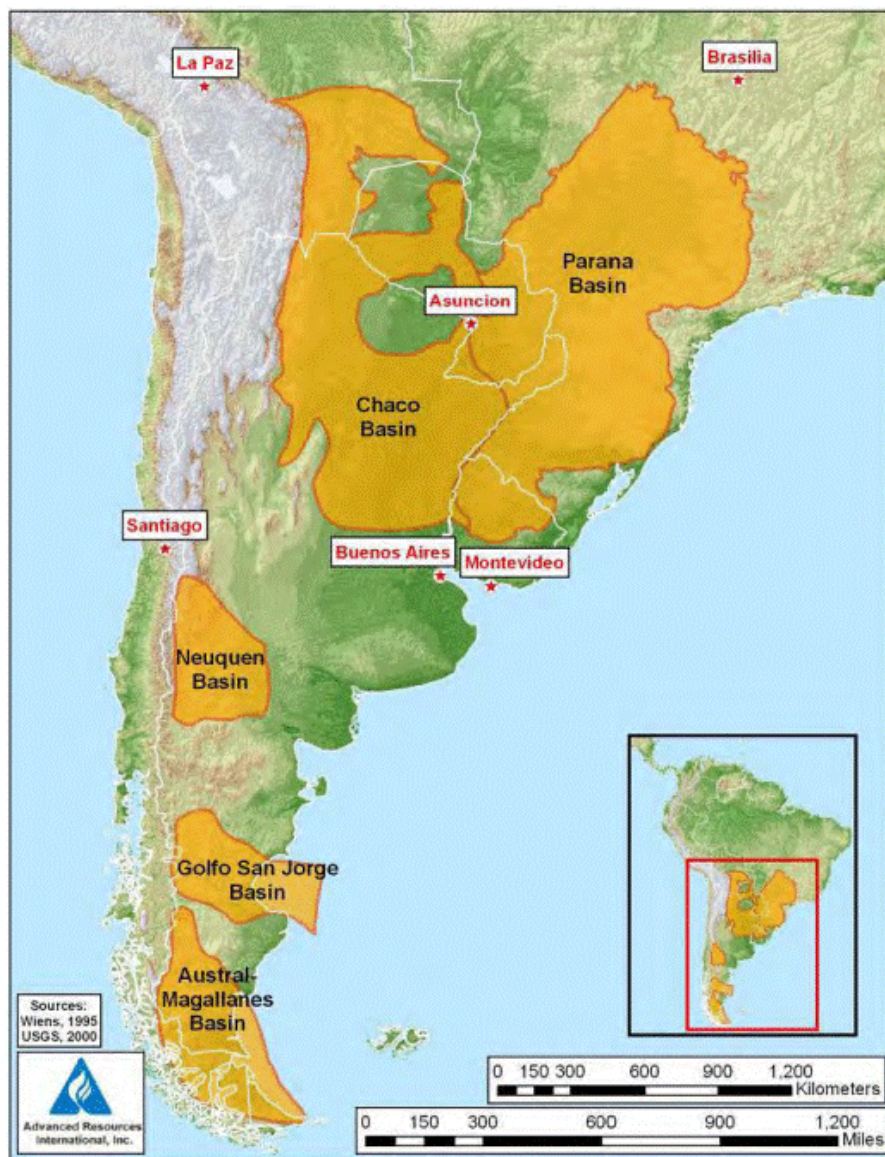 La Paz
Brasilia
Parana
Basin
Asuncion
Chaco
Basin
Santiago
Buenos Aires
Montevideo
Neuquen
Basin
Golfo San Jorge
Basin
Austral-
Magallanes
Basin
Sources:
Wiens, 1995
USGS, 2000
Advanced Resources
International, Inc.
0 150 300 600 900 1,200
Kilometers
0 150 300 600 900 1,200
Miles